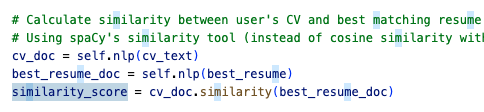 # Calculate similarity between user's CV and best matching resume
# Using spaCy's similarity tool (instead of cosine similarity wit
cv_doc = self.nlp(cv_text)
best_resume_doc = self.nlp(best_resume)
similarity_score = cv_doc.similarity(best_resume_doc)